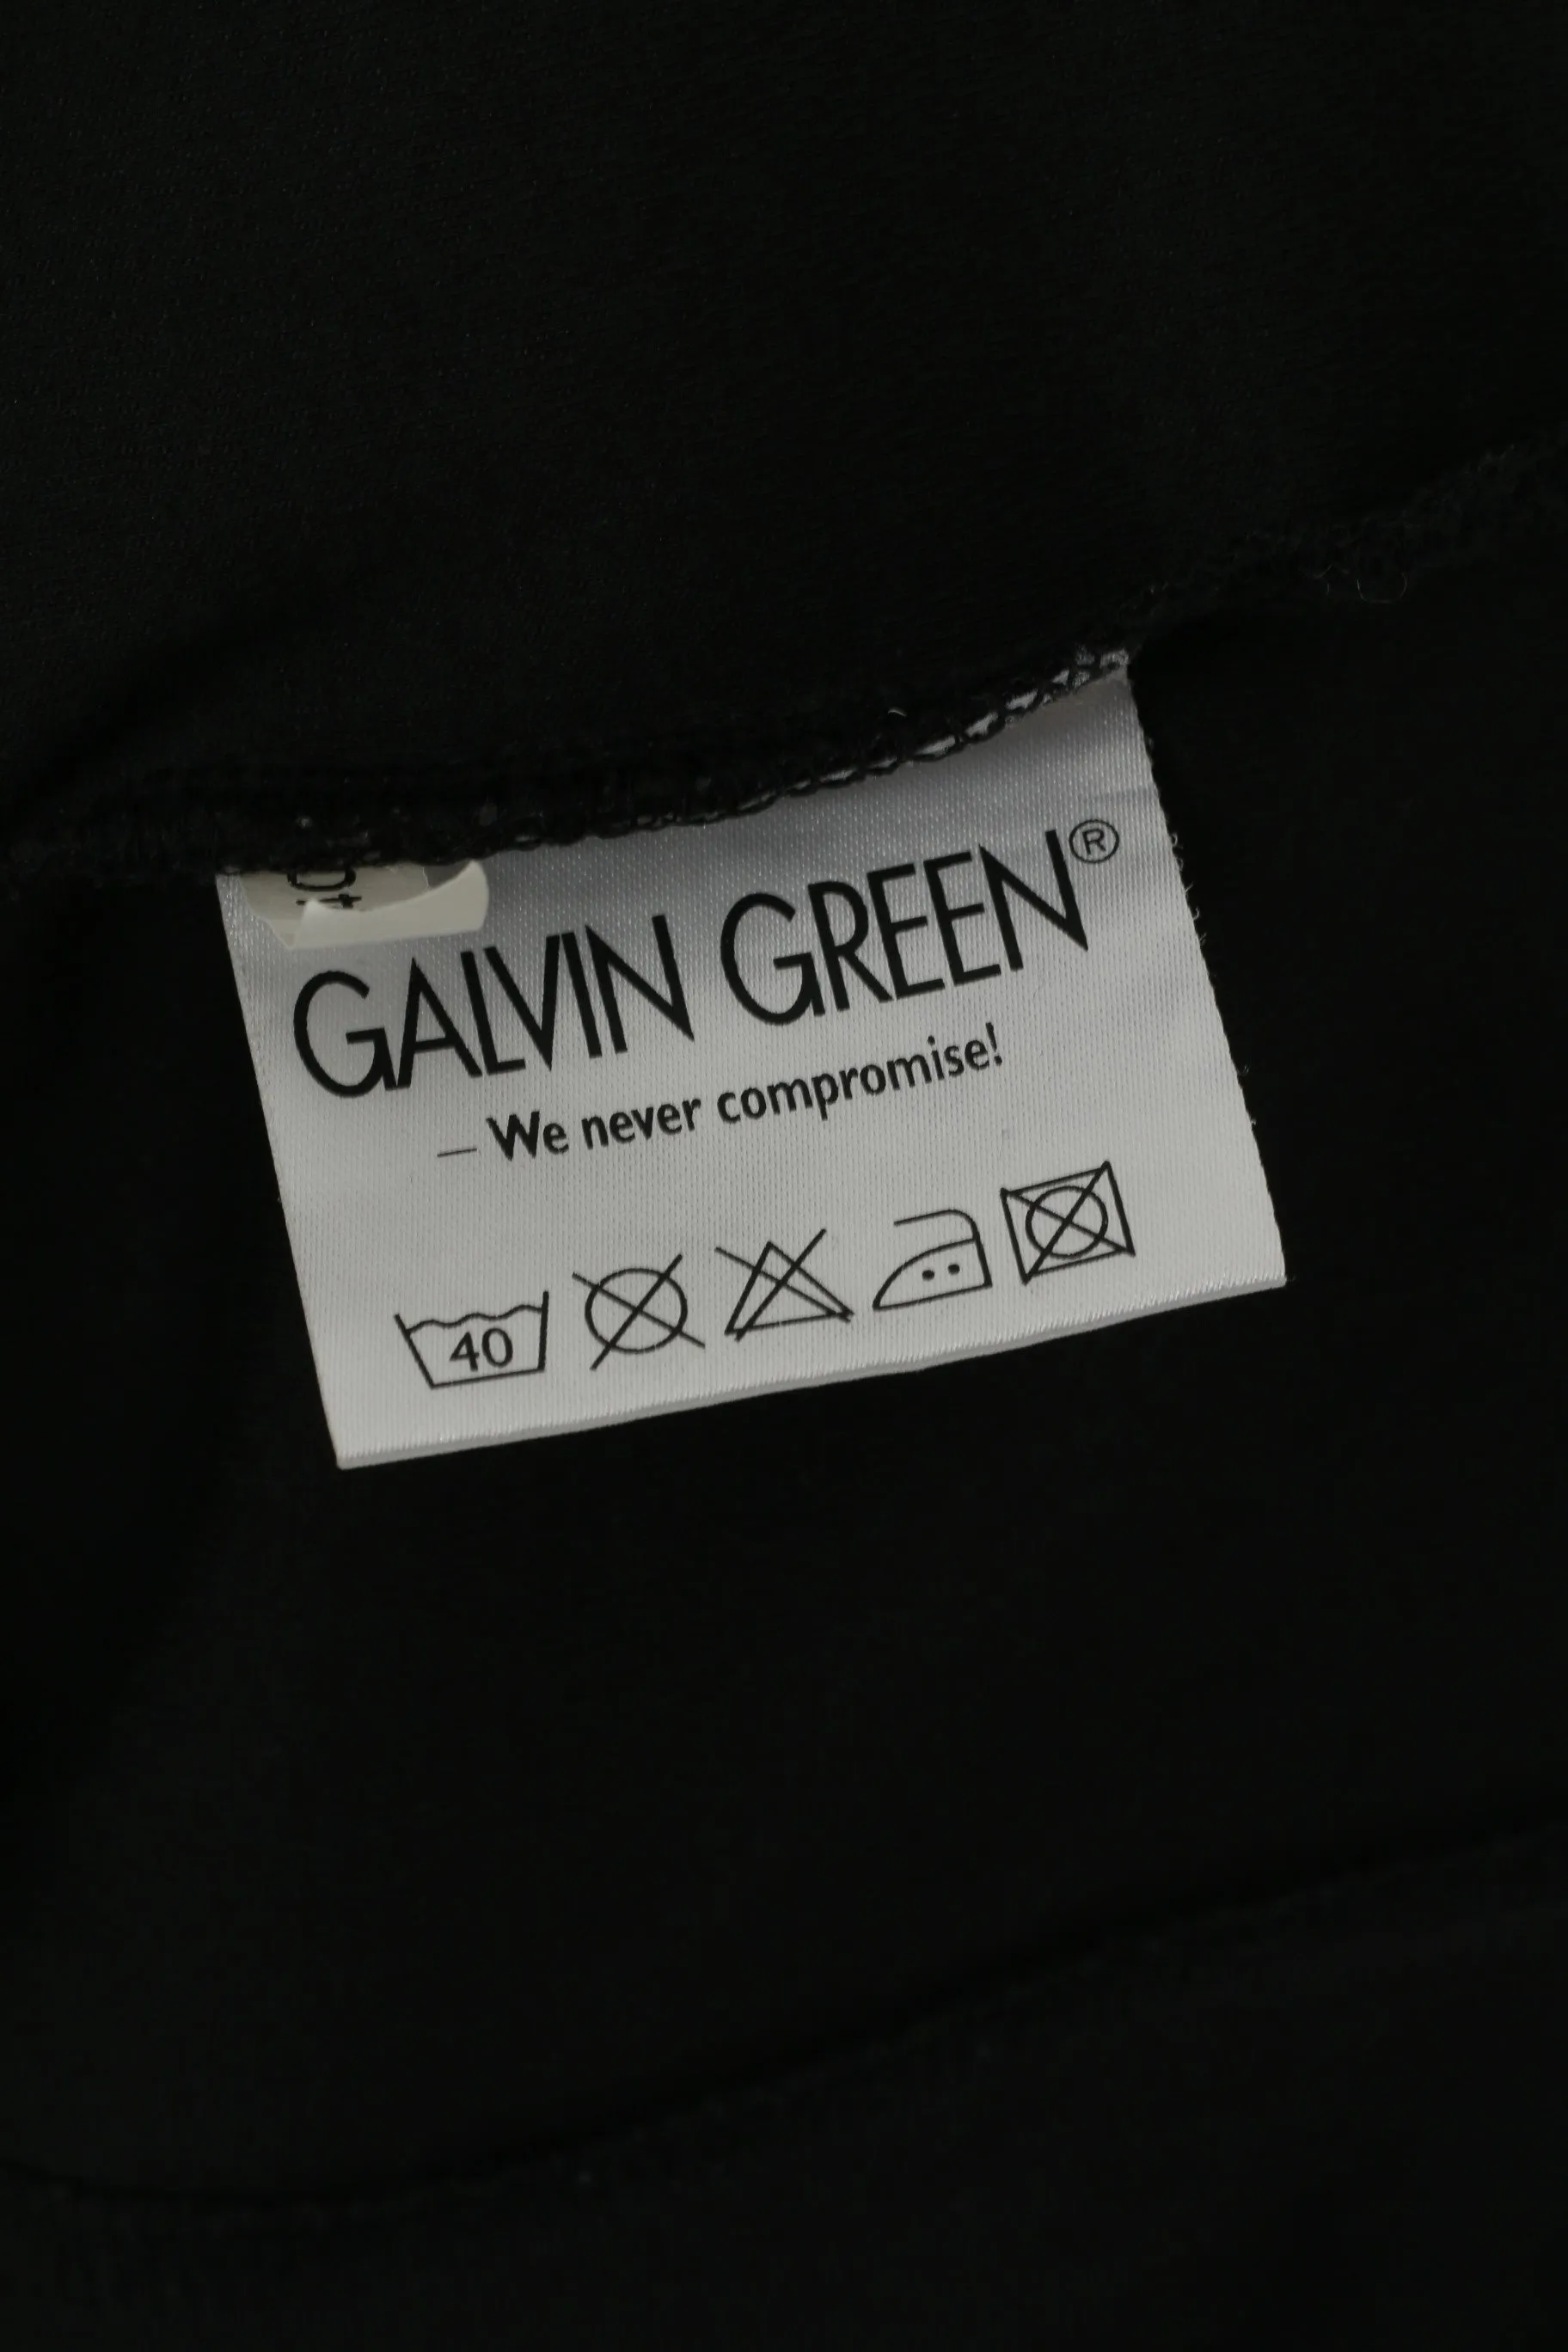 GALVIN GREEN®
— We never compromise!
40